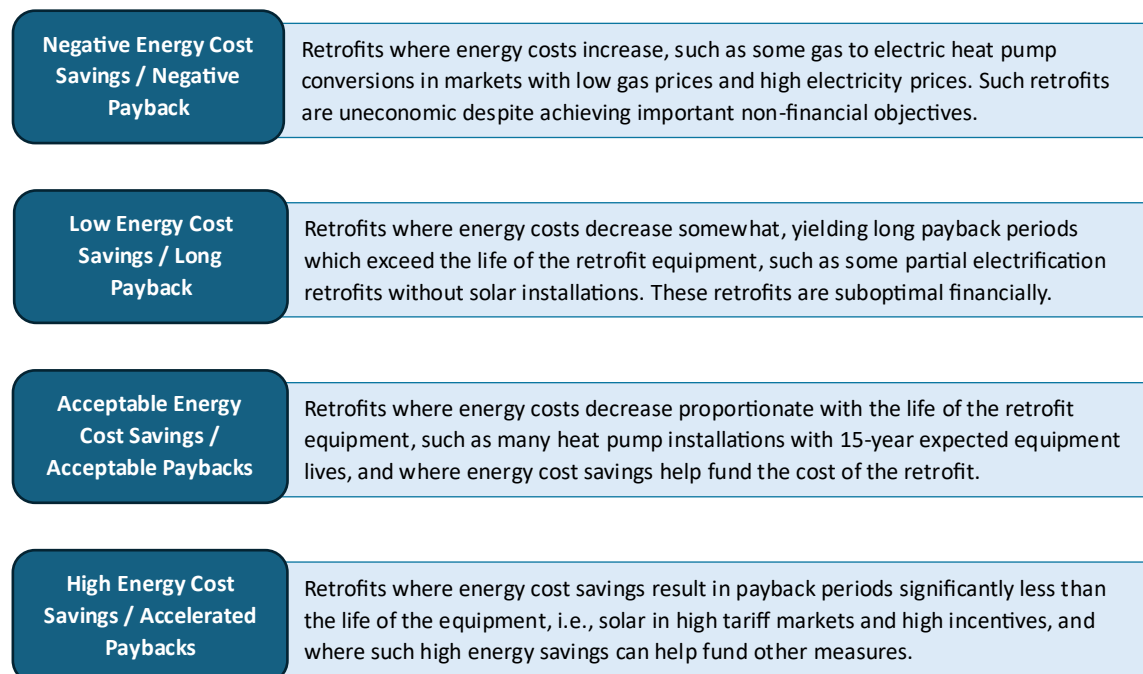 Negative Energy Cost
Savings / Negative
Payback
Retrofits where energy costs increase, such as some gas to electric heat pump
conversions in markets with low gas prices and high electricity prices. Such retrofits
are uneconomic despite achieving important non-financial objectives.
Low Energy Cost
Savings / Long
Payback
Retrofits where energy costs decrease somewhat, yielding long payback periods
which exceed the life of the retrofit equipment, such as some partial electrification
retrofits without solar installations. These retrofits are suboptimal financially.
Acceptable Energy
Cost Savings /
Acceptable Paybacks
Retrofits where energy costs decrease proportionate with the life of the retrofit
equipment, such as many heat pump installations with 15-year expected equipment
lives, and where energy cost savings help fund the cost of the retrofit.
High Energy Cost
Savings / Accelerated
Paybacks
Retrofits where energy cost savings result in payback periods significantly less than
the life of the equipment, i.e., solar in high tariff markets and high incentives, and
where such high energy savings can help fund other measures.